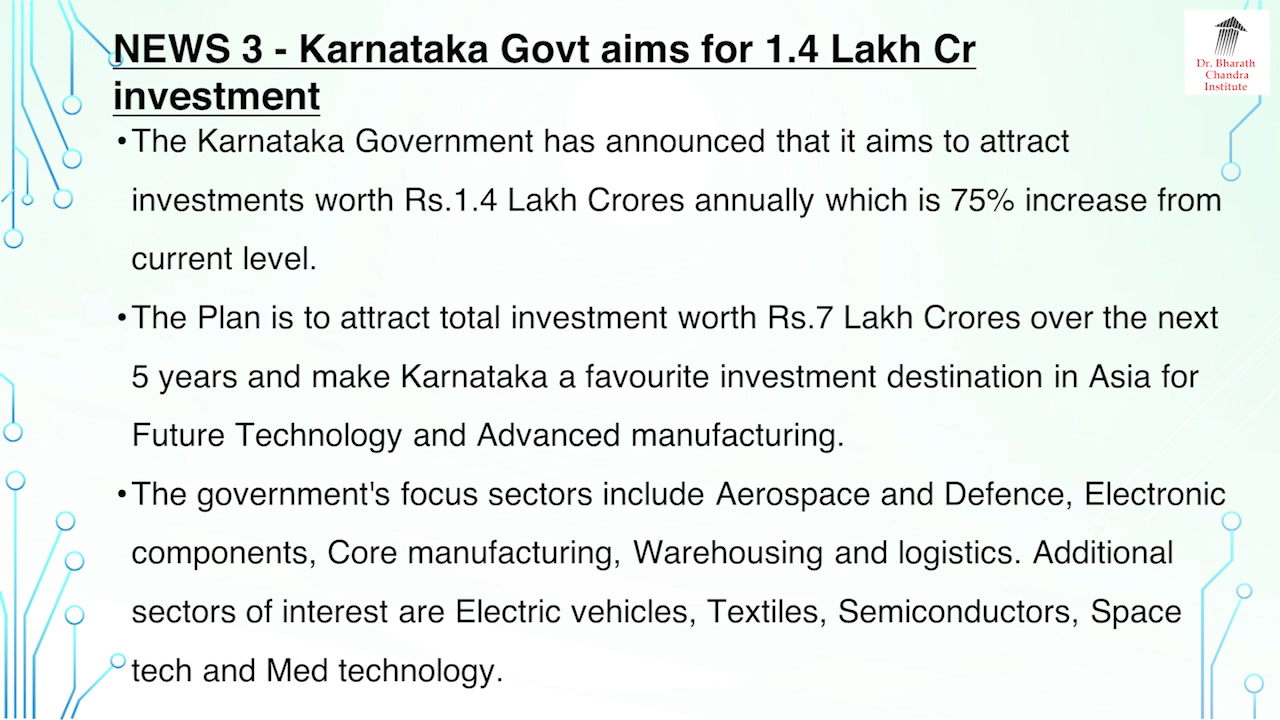 NEWS 3 - Karnataka Govt aims for 1.4 Lakh Cr
investment
Dr. Bharath
Chandra
Institute
•The Karnataka Government has announced that it aims to attract
investments worth Rs.1.4 Lakh Crores annually which is 75% increase from
current level.
•The Plan is to attract total investment worth Rs.7 Lakh Crores over the next
5 years and make Karnataka a favourite investment destination in Asia for
Future Technology and Advanced manufacturing.
•The government's focus sectors include Aerospace and Defence, Electronic
components, Core manufacturing, Warehousing and logistics. Additional
sectors of interest are Electric vehicles, Textiles, Semiconductors, Space
tech and Med technology.